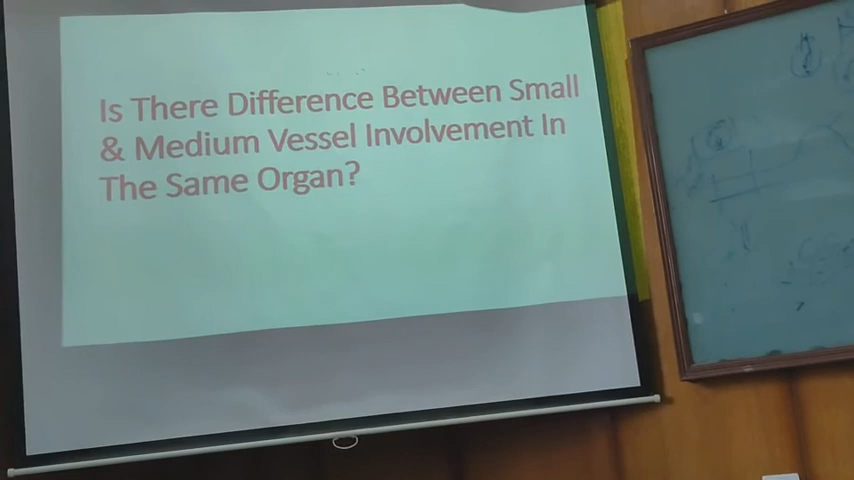 Is There Difference Between Small
& Medium Vessel Involvement In
The Same Organ?